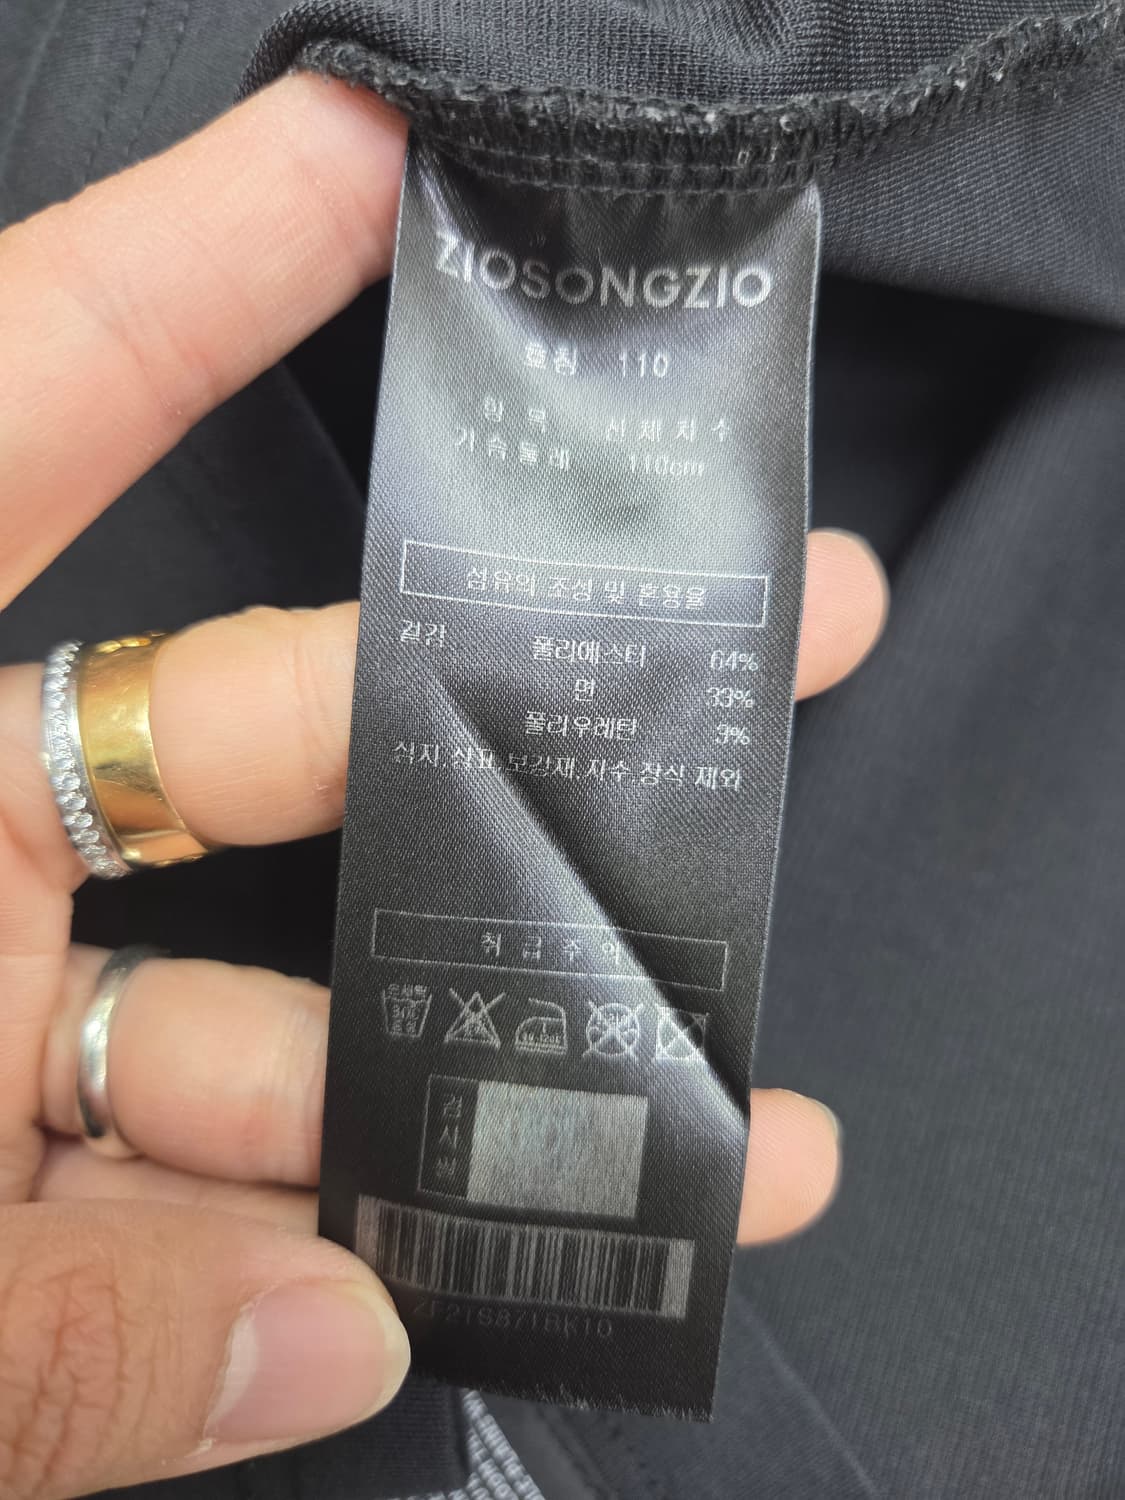 ZIOSONGZIO
호칭 110
항 목 신 체 치 수
가 슴 둘 레 110cm
섬유의 조성 및 혼용율
겉감 폴리에스터 64%
면 33%
폴리우레탄 3%
심지,상표,보강재,자수,장식 제외
취 급 주 의
검
사
필
ZF21S871BK10